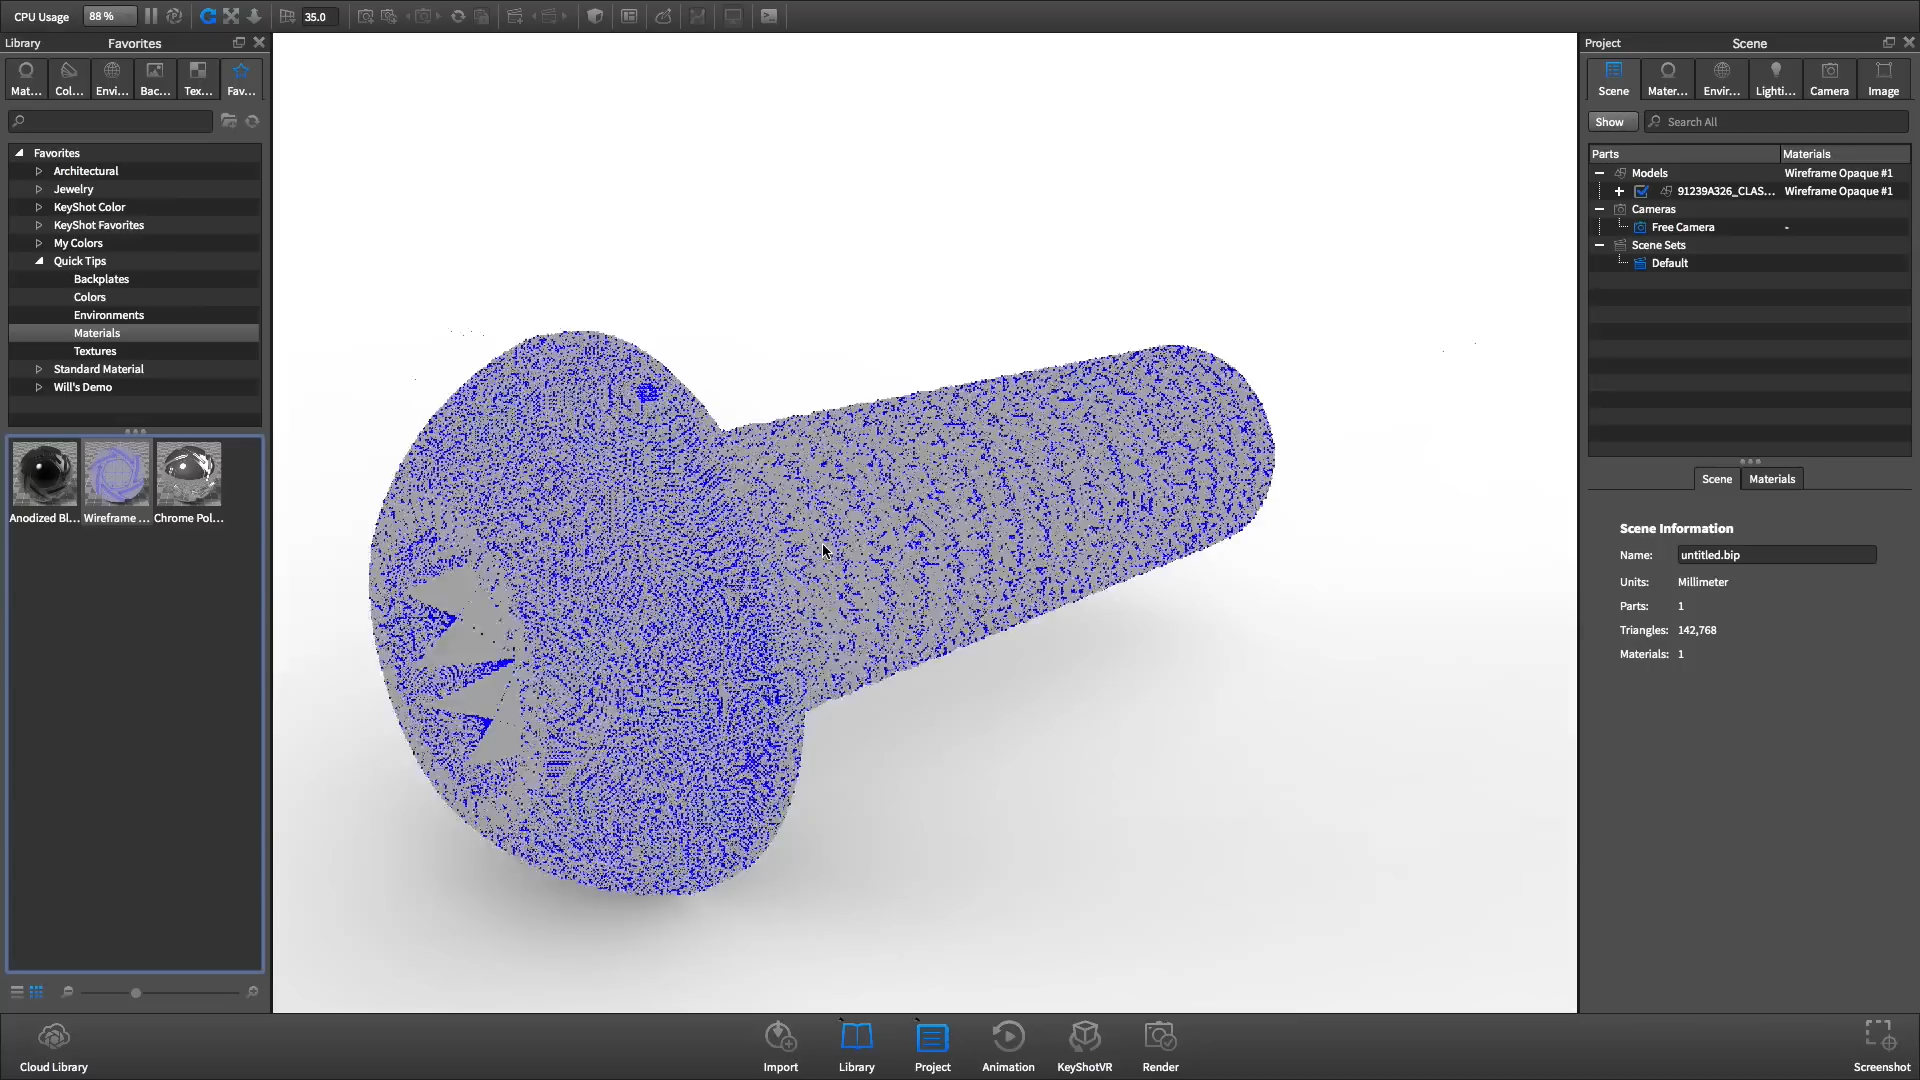 CPU Usage 88 % 35.0
Library Favorites
Mat... Col... Envi... Bac... Tex... Fav...
Favorites
Architectural
Jewelry
KeyShot Color
KeyShot Favorites
My Colors
Quick Tips
Backplates
Colors
Environments
Materials
Textures
Standard Material
Will's Demo
Anodized Bl... Wireframe ... Chrome Pol...
Project Scene
Scene Mater... Envir... Lighti... Camera Image
Show Search All
Parts Materials
Models Wireframe Opaque #1
91239A326_CLAS... Wireframe Opaque #1
Cameras
Free Camera -
Scene Sets
Default
Scene Materials
Scene Information
Name: untitled.bip
Units: Millimeter
Parts: 1
Triangles: 142,768
Materials: 1
Cloud Library Import Library Project Animation KeyShotVR Render Screenshot